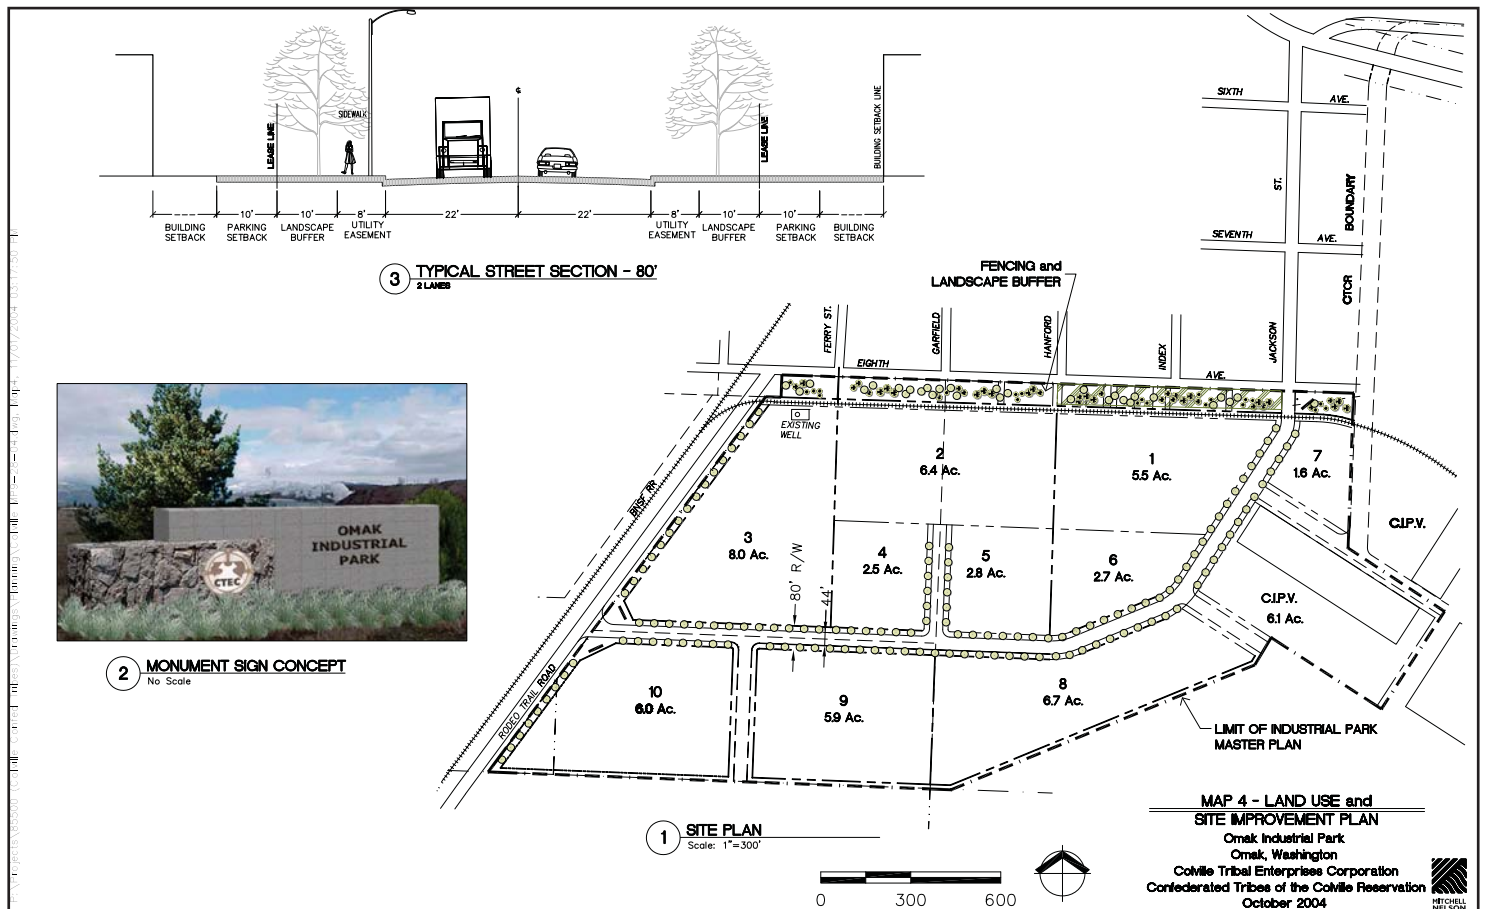 SIDEWALK
LEASE LINE
℄
LEASE LINE
BUILDING SETBACK LINE
10' 10' 8' 22' 22' 8' 10' 10'
BUILDING SETBACK
PARKING SETBACK
LANDSCAPE BUFFER
UTILITY EASEMENT
UTILITY EASEMENT
LANDSCAPE BUFFER
PARKING SETBACK
BUILDING SETBACK
3 TYPICAL STREET SECTION - 80'
2 LANES
OMAK
INDUSTRIAL
PARK
CTEC
2 MONUMENT SIGN CONCEPT
No Scale
SIXTH AVE.
ST.
BOUNDARY
SEVENTH AVE.
CTCR
FENCING and
LANDSCAPE BUFFER
FERRY ST.
GARFIELD
HANFORD
INDEX
JACKSON
EIGHTH AVE.
EXISTING
WELL
BNSF RR
2
6.4 Ac.
1
5.5 Ac.
7
1.6 Ac.
C.I.P.V.
3
8.0 Ac.
4
2.5 Ac.
5
2.8 Ac.
6
2.7 Ac.
80' R/W
44'
C.I.P.V.
6.1 Ac.
RODEO TRAIL ROAD
10
6.0 Ac.
9
5.9 Ac.
8
6.7 Ac.
LIMIT OF INDUSTRIAL PARK
MASTER PLAN
1 SITE PLAN
Scale: 1"=300'
0 300 600
MAP 4 - LAND USE and
SITE IMPROVEMENT PLAN
Omak Industrial Park
Omak, Washington
Colville Tribal Enterprises Corporation
Confederated Tribes of the Colville Reservation
October 2004
MITCHELL
NELSON